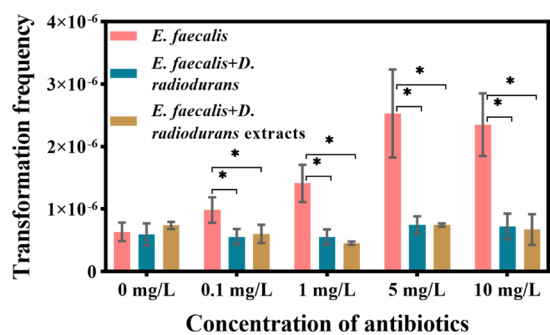 4×10⁻⁶
3×10⁻⁶
2×10⁻⁶
1×10⁻⁶
0
Transformation frequency
E. faecalis
E. faecalis+D.
radiodurans
E. faecalis+D.
radiodurans extracts
* * * * * * * *
0 mg/L 0.1 mg/L 1 mg/L 5 mg/L 10 mg/L
Concentration of antibiotics